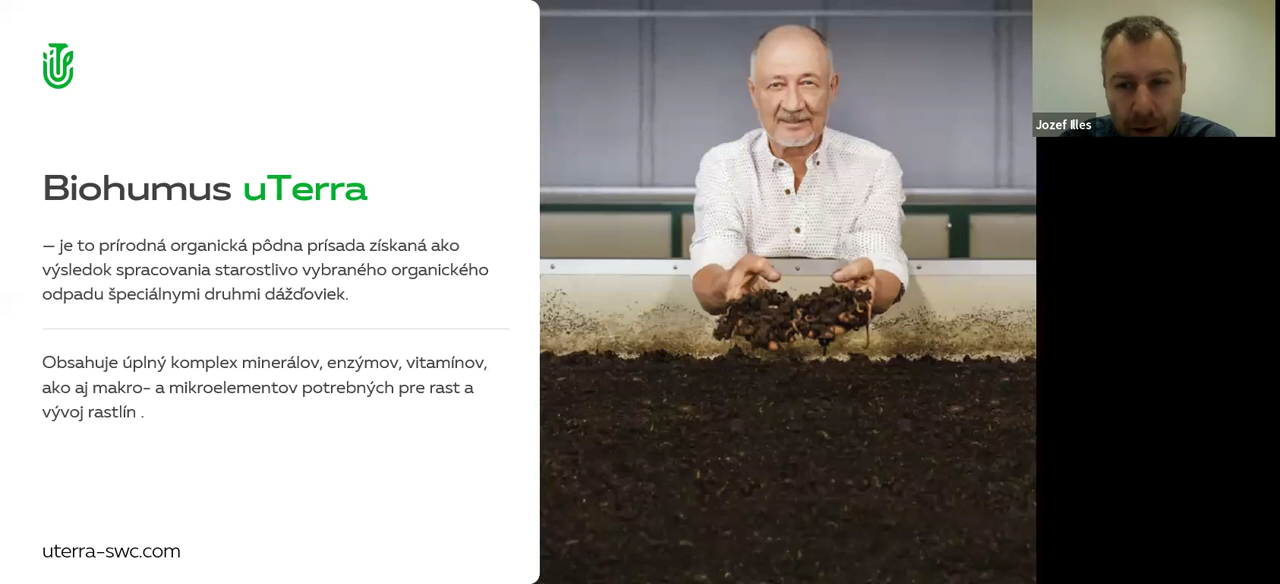 Biohumus uTerra
– je to prírodná organická pôdna prísada získaná ako
výsledok spracovania starostlivo vybraného organického
odpadu špeciálnymi druhmi dážďoviek.
Obsahuje úplný komplex minerálov, enzýmov, vitamínov,
ako aj makro- a mikroelementov potrebných pre rast a
vývoj rastlín .
uterra-swc.com
Jozef Illes